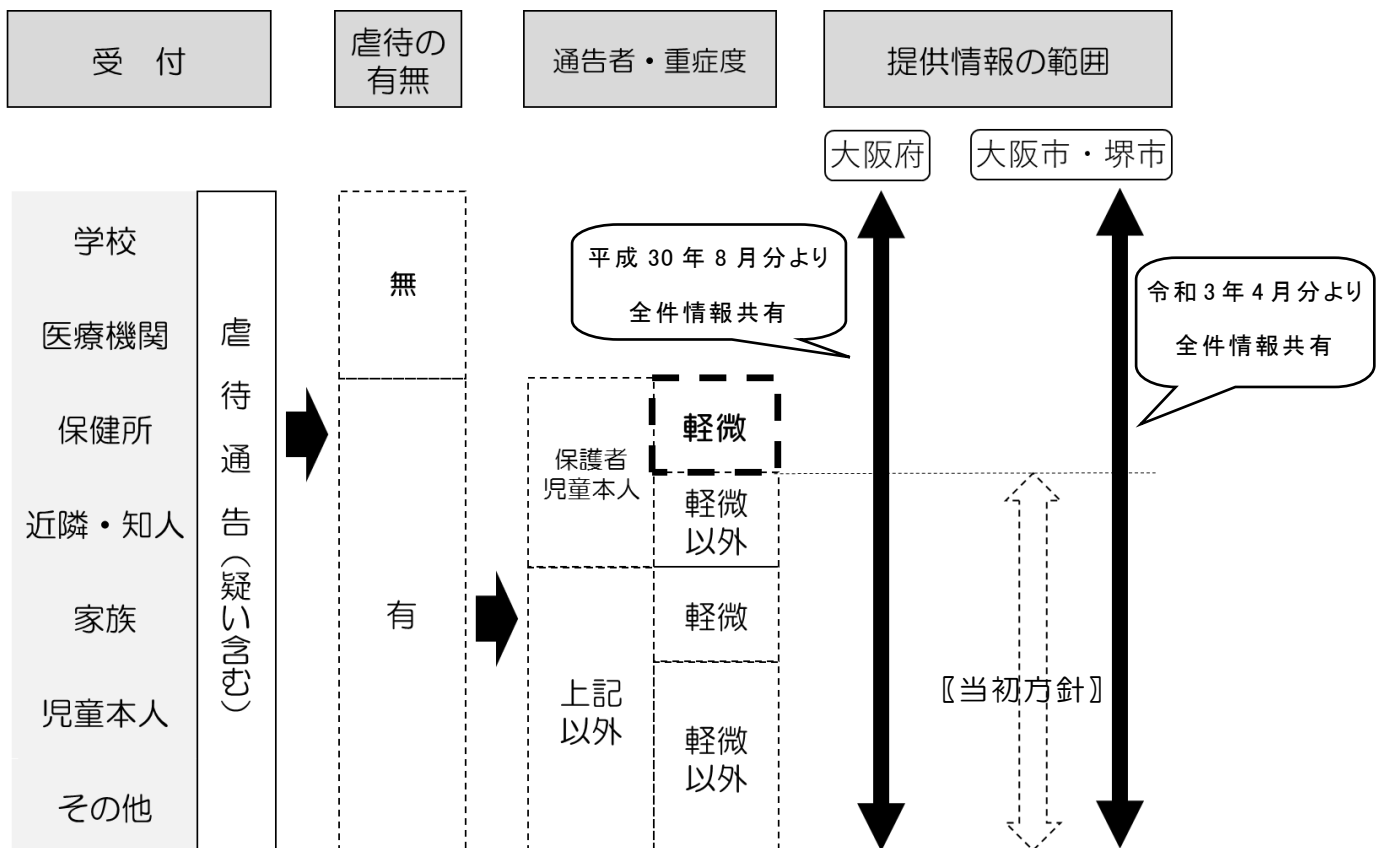 受　付
虐待の
有無
通告者・重症度
提供情報の範囲
大阪府
大阪市・堺市
学校
医療機関
保健所
近隣・知人
家族
児童本人
その他
虐待通告（疑い含む）
無
有
保護者
児童本人
上記
以外
軽微
軽微
以外
軽微
軽微
以外
平成 30 年 8 月分より
全件情報共有
令和 3 年 4 月分より
全件情報共有
〖当初方針〗